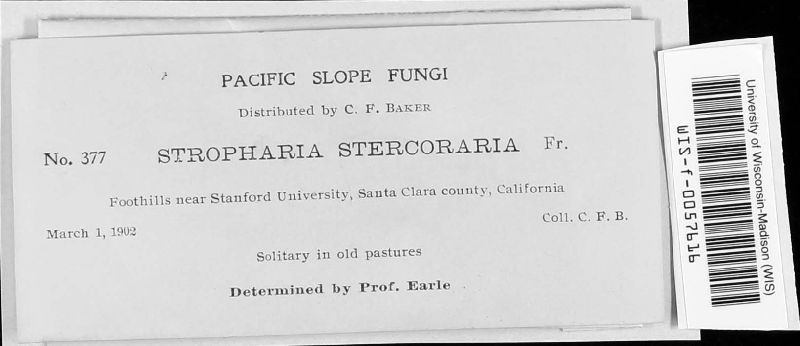 PACIFIC SLOPE FUNGI
Distributed by C. F. BAKER
No. 377 STROPHARIA STERCORARIA Fr.
Foothills near Stanford University, Santa Clara county, California
March 1, 1902 Coll. C. F. B.
Solitary in old pastures
Determined by Prof. Earle
University of Wisconsin-Madison (WIS)
WIS-f-0057616